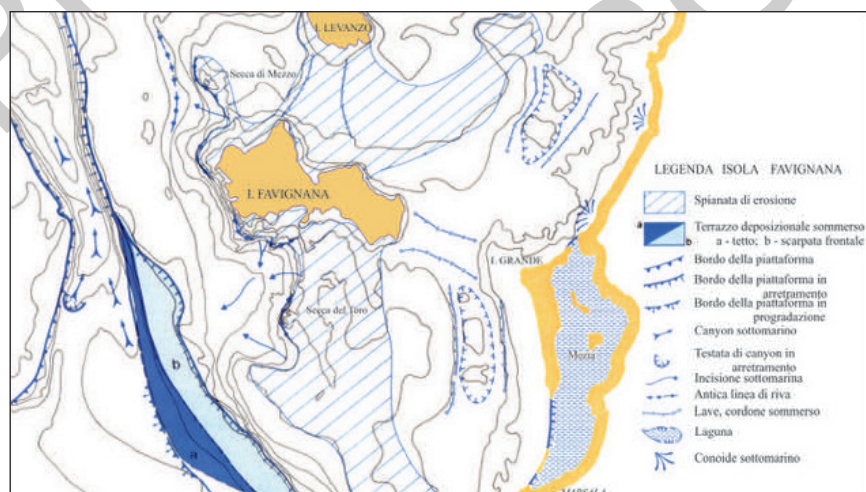 I. LEVANZO
Secca di Mezzo
I. FAVIGNANA
I. GRANDE
Secca del Toro
Mozia
b
a
LEGENDA ISOLA FAVIGNANA
Spianata di erosione
a
b
Terrazzo deposizionale sommerso
a - tetto; b - scarpata frontale
Bordo della piattaforma
Bordo della piattaforma in
arretramento
Bordo della piattaforma in
progradazione
Canyon sottomarino
Testata di canyon in
arretramento
Incisione sottomarina
Antica linea di riva
Lave, cordone sommerso
Laguna
Conoide sottomarino
MARSALA